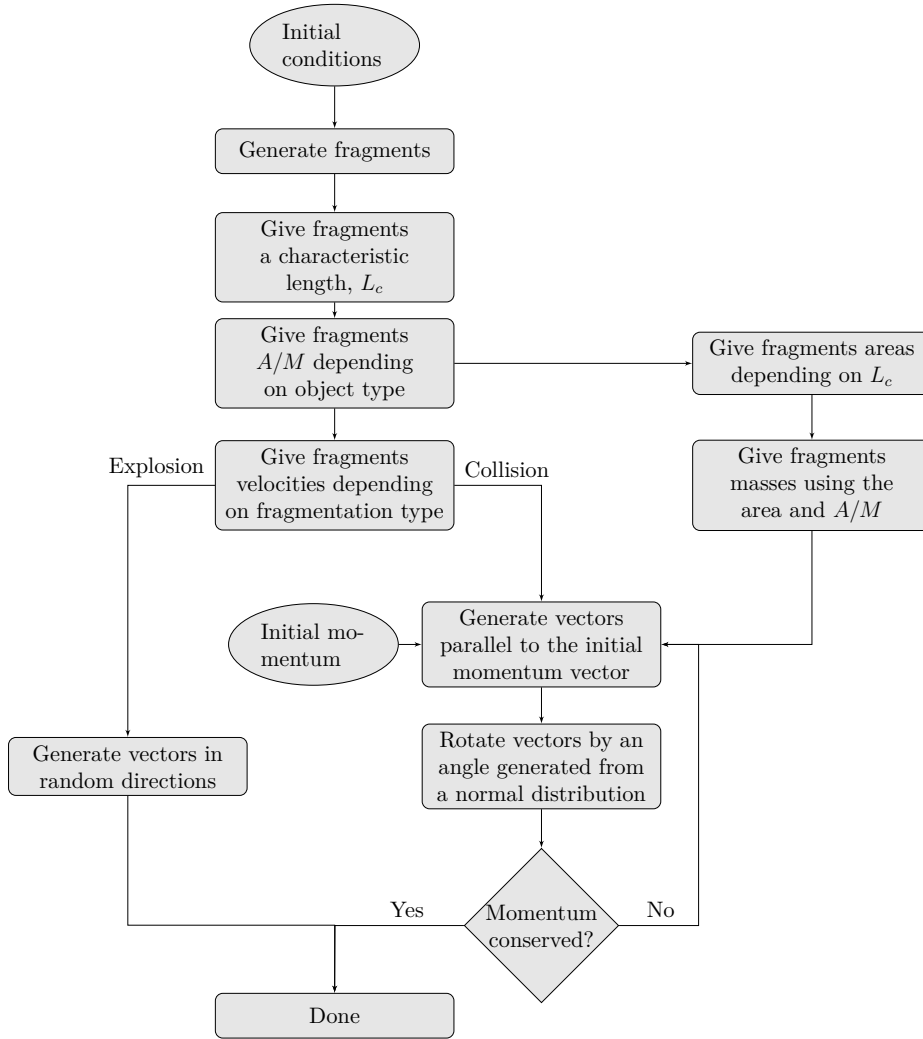 Initial
conditions
Generate fragments
Give fragments
a characteristic
length, L_c
Give fragments
A/M depending
on object type
Give fragments areas
depending on L_c
Explosion
Give fragments
velocities depending
on fragmentation type
Collision
Give fragments
masses using the
area and A/M
Initial mo-
mentum
Generate vectors
parallel to the initial
momentum vector
Generate vectors in
random directions
Rotate vectors by an
angle generated from
a normal distribution
Yes
Momentum
conserved?
No
Done